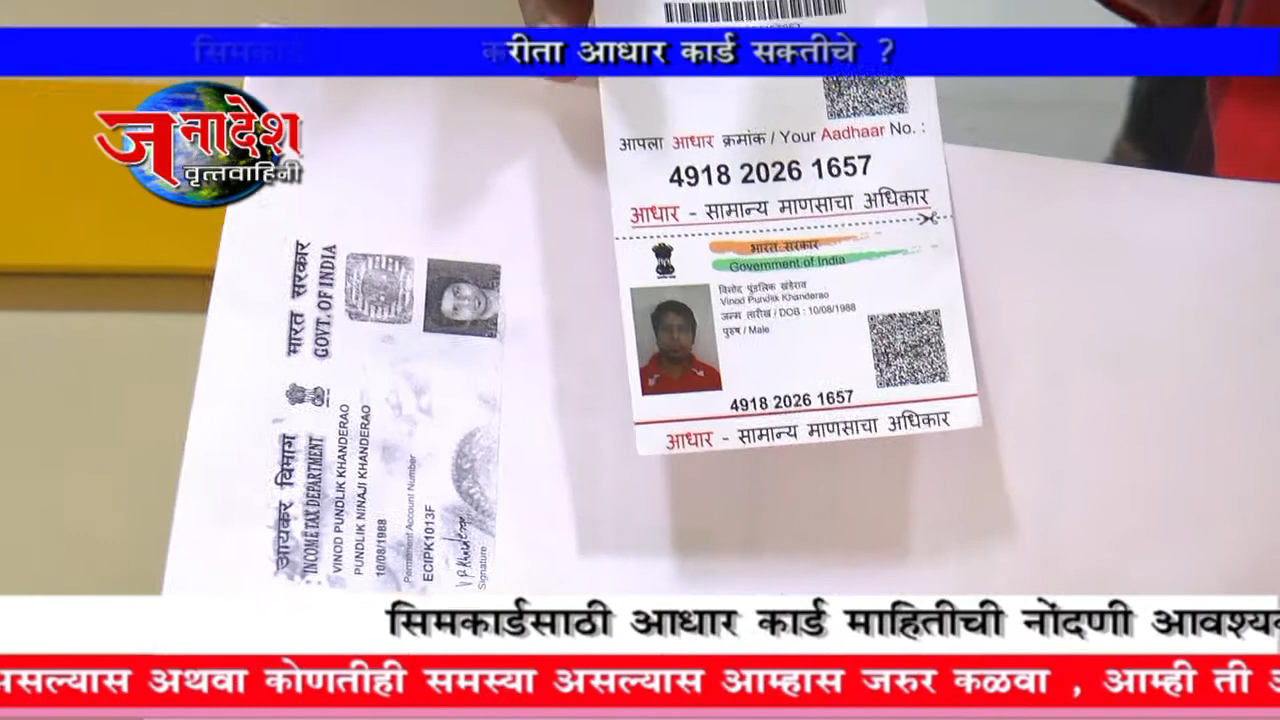 करीता आधार कार्ड सक्तीचे ?
जनादेश
वृत्तवाहिनी
आपला आधार क्रमांक / Your Aadhaar No. :
4918 2026 1657
आधार - सामान्य माणसाचा अधिकार
भारत सरकार
Government of India
विनोद पुंडलिक खंडेराव
Vinod Pundlik Khanderao
जन्म तारीख / DOB : 10/08/1988
पुरुष / Male
4918 2026 1657
आधार - सामान्य माणसाचा अधिकार
आयकर विभाग
भारत सरकार
INCOME TAX DEPARTMENT
GOVT. OF INDIA
VINOD PUNDLIK KHANDERAO
PUNDLIK NINAJI KHANDERAO
10/08/1988
Permanent Account Number
ECIPK1013F
Signature
सिमकार्डसाठी आधार कार्ड माहितीची नोंदणी
असल्यास अथवा कोणतीही समस्या असल्यास आम्हास जरुर कळवा , आम्ही ती